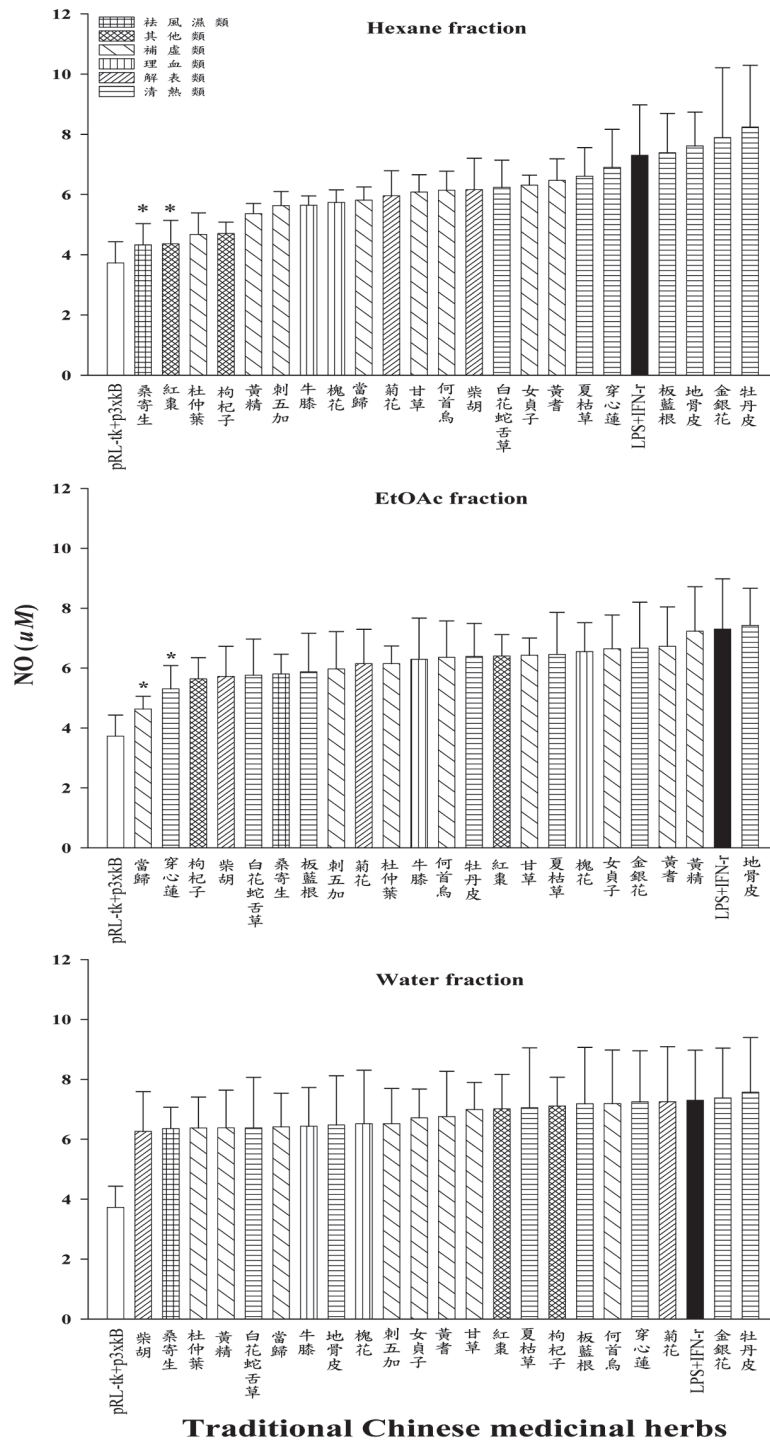 12
10
8
6
4
2
0
祛風濕類
其他類
補虛類
理血類
解表類
清熱類
Hexane fraction
*
*
pRL-tk+p3xkB
桑寄生
紅棗
杜仲葉
枸杞子
黃精
刺五加
牛膝
槐花
當歸
菊花
甘草
何首烏
柴胡
白花蛇舌草
女貞子
黃耆
夏枯草
穿心蓮
LPS+IFN-r
板藍根
地骨皮
金銀花
牡丹皮
NO (uM)
12
10
8
6
4
2
0
EtOAc fraction
*
*
pRL-tk+p3xkB
當歸
穿心蓮
枸杞子
柴胡
白花蛇舌草
桑寄生
板藍根
刺五加
菊花
杜仲葉
牛膝
何首烏
牡丹皮
紅棗
甘草
夏枯草
槐花
女貞子
金銀花
黃耆
黃精
LPS+IFN-r
地骨皮
12
10
8
6
4
2
0
Water fraction
pRL-tk+p3xkB
柴胡
桑寄生
杜仲葉
黃精
白花蛇舌草
當歸
牛膝
地骨皮
槐花
刺五加
女貞子
黃耆
甘草
紅棗
夏枯草
枸杞子
板藍根
何首烏
穿心蓮
菊花
LPS+IFN-r
金銀花
牡丹皮
Traditional Chinese medicinal herbs